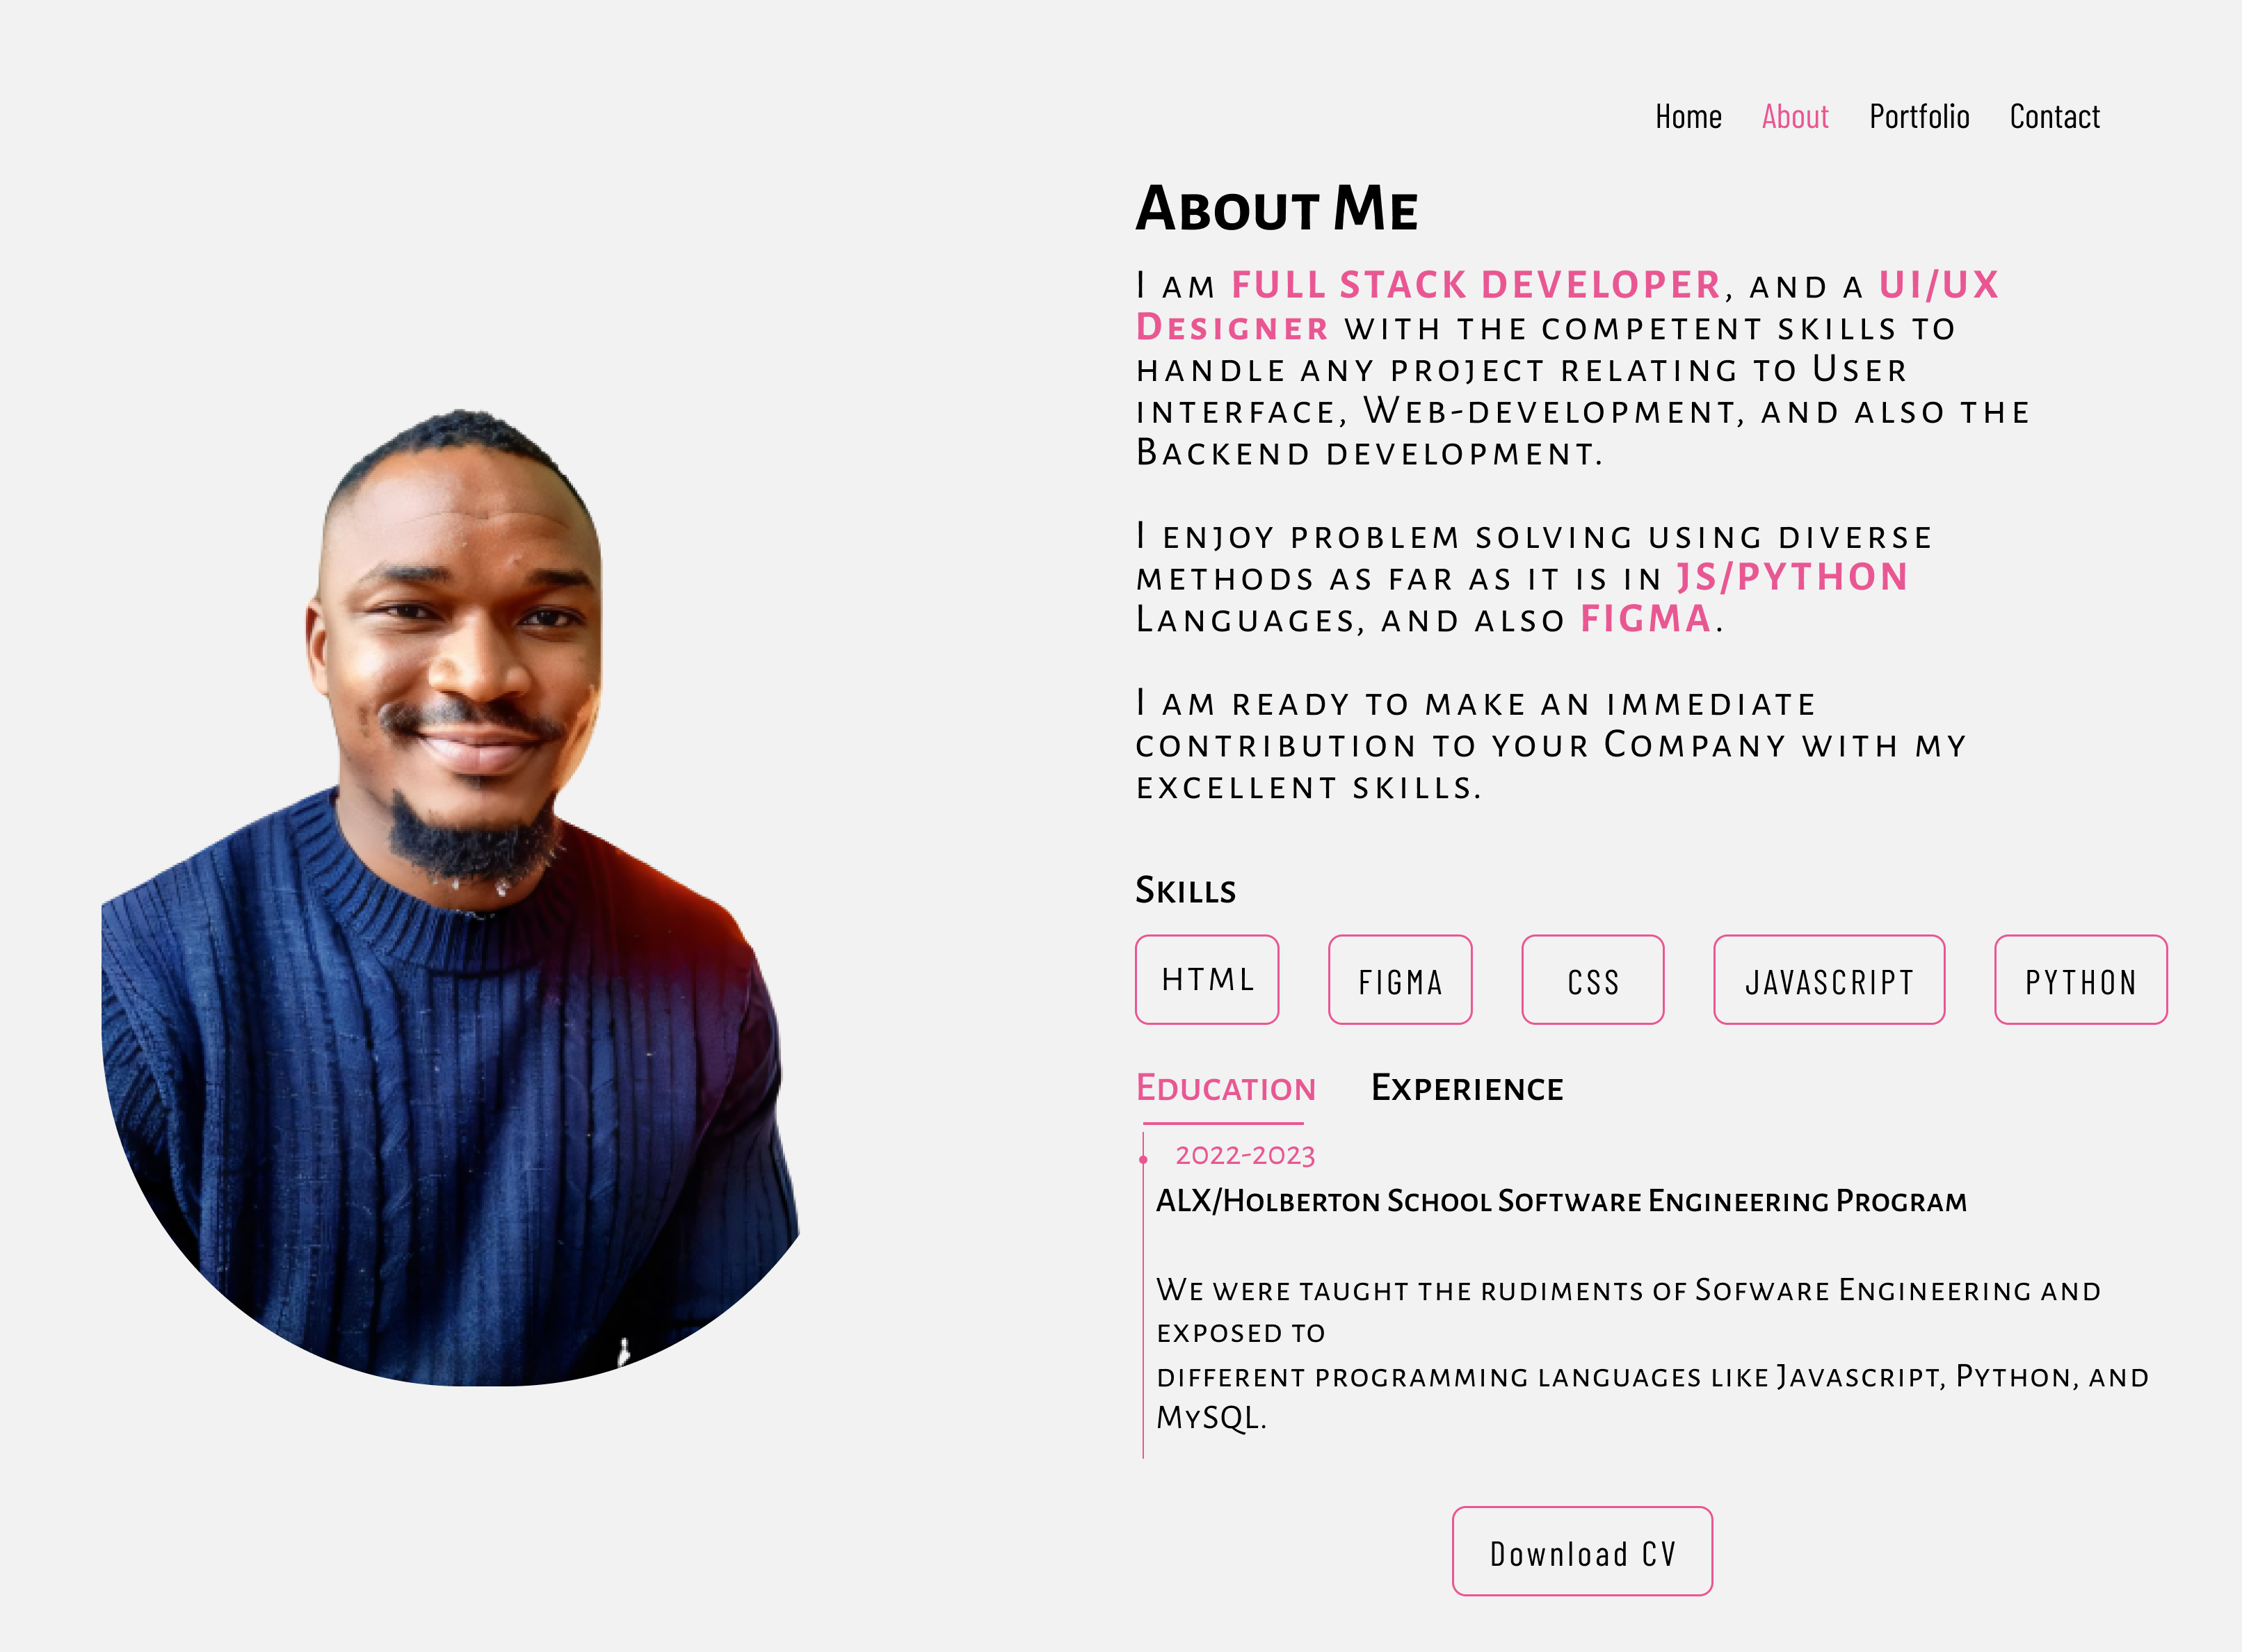 Home About Portfolio Contact
About Me
I am FULL STACK DEVELOPER, and a UI/UX
Designer with the competent skills to
handle any project relating to User
interface, Web-development, and also the
Backend development.
I enjoy problem solving using diverse
methods as far as it is in JS/PYTHON
Languages, and also FIGMA.
I am ready to make an immediate
contribution to your Company with my
excellent skills.
Skills
HTML FIGMA CSS JAVASCRIPT PYTHON
Education Experience
2022-2023
ALX/Holberton School Software Engineering Program
We were taught the rudiments of Sofware Engineering and
exposed to
different programming languages like Javascript, Python, and
MySQL.
Download CV